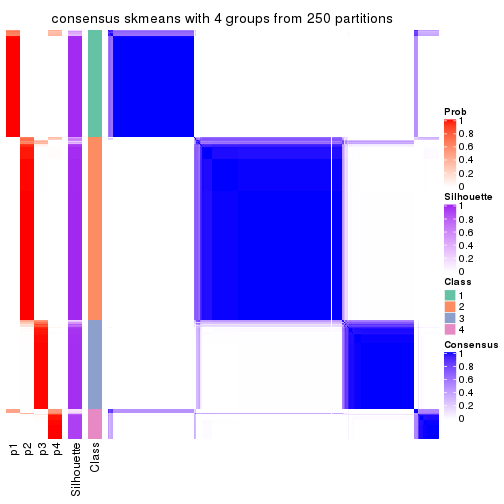 consensus skmeans with 4 groups from 250 partitions
Prob
1
0.8
0.6
0.4
0.2
0
Silhouette
1
0.8
0.6
0.4
0.2
0
Class
1
2
3
4
Consensus
1
0.8
0.6
0.4
0.2
0
p1
p2
p3
p4
Silhouette
Class